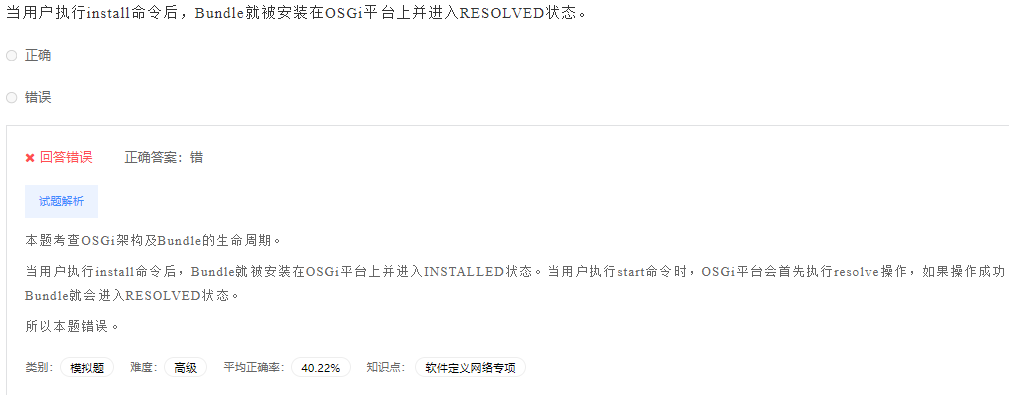 当用户执行install命令后，Bundle就被安装在OSGi平台上并进入RESOLVED状态。
正确
错误
回答错误 正确答案：错
试题解析
本题考查OSGi架构及Bundle的生命周期。
当用户执行install命令后，Bundle就被安装在OSGi平台上并进入INSTALLED状态。当用户执行start命令时，OSGi平台会首先执行resolve操作，如果操作成功
Bundle就会进入RESOLVED状态。
所以本题错误。
类别： 模拟题 难度： 高级 平均正确率： 40.22% 知识点： 软件定义网络专项